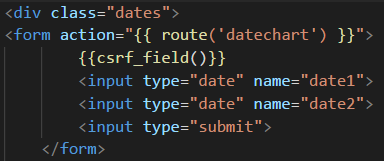 <div class="dates">
<form action="{{ route('datechart') }}">
{{csrf_field()}}
<input type="date" name="date1">
<input type="date" name="date2">
<input type="submit">
</form>